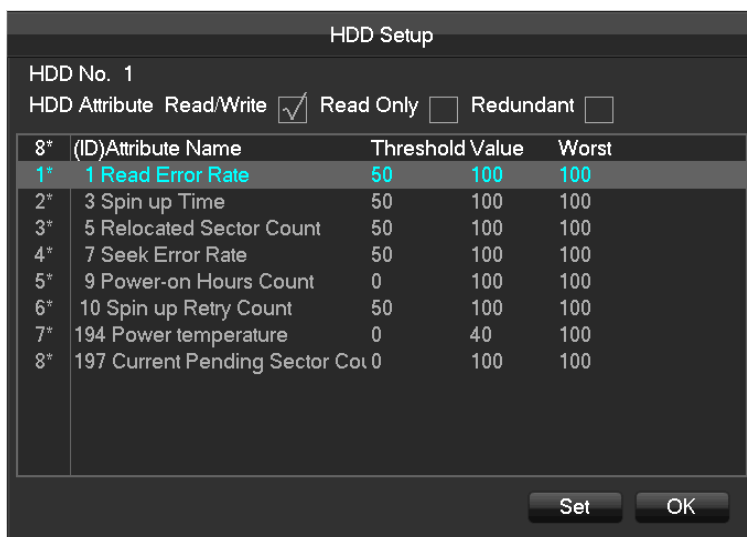 HDD Setup
HDD No. 1
HDD Attribute Read/Write Read Only Redundant
8* (ID)Attribute Name Threshold Value Worst
1* 1 Read Error Rate 50 100 100
2* 3 Spin up Time 50 100 100
3* 5 Relocated Sector Count 50 100 100
4* 7 Seek Error Rate 50 100 100
5* 9 Power-on Hours Count 0 100 100
6* 10 Spin up Retry Count 50 100 100
7* 194 Power temperature 0 40 100
8* 197 Current Pending Sector Cou 0 100 100
Set OK